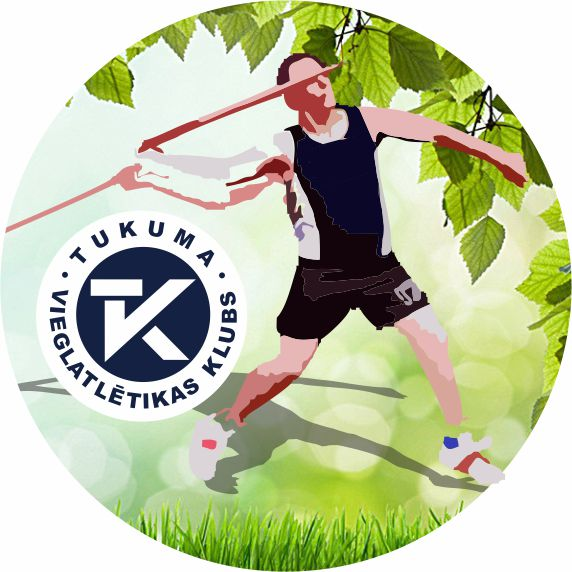 • TUKUMA •
VIEGLATLĒTIKAS KLUBS
TK